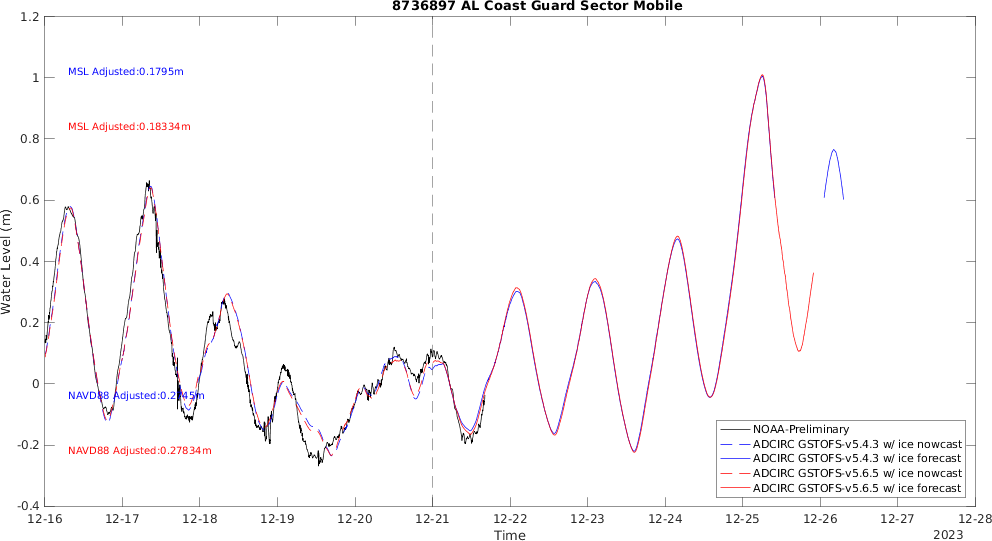 8736897 AL Coast Guard Sector Mobile
1.2
1
0.8
0.6
0.4
0.2
0
-0.2
-0.4
Water Level (m)
MSL Adjusted:0.1795m
MSL Adjusted:0.18334m
NAVD88 Adjusted:0.2745m
NAVD88 Adjusted:0.27834m
NOAA-Preliminary
ADCIRC GSTOFS-v5.4.3 w/ ice nowcast
ADCIRC GSTOFS-v5.4.3 w/ ice forecast
ADCIRC GSTOFS-v5.6.5 w/ ice nowcast
ADCIRC GSTOFS-v5.6.5 w/ ice forecast
12-16 12-17 12-18 12-19 12-20 12-21 12-22 12-23 12-24 12-25 12-26 12-27 12-28
Time
2023